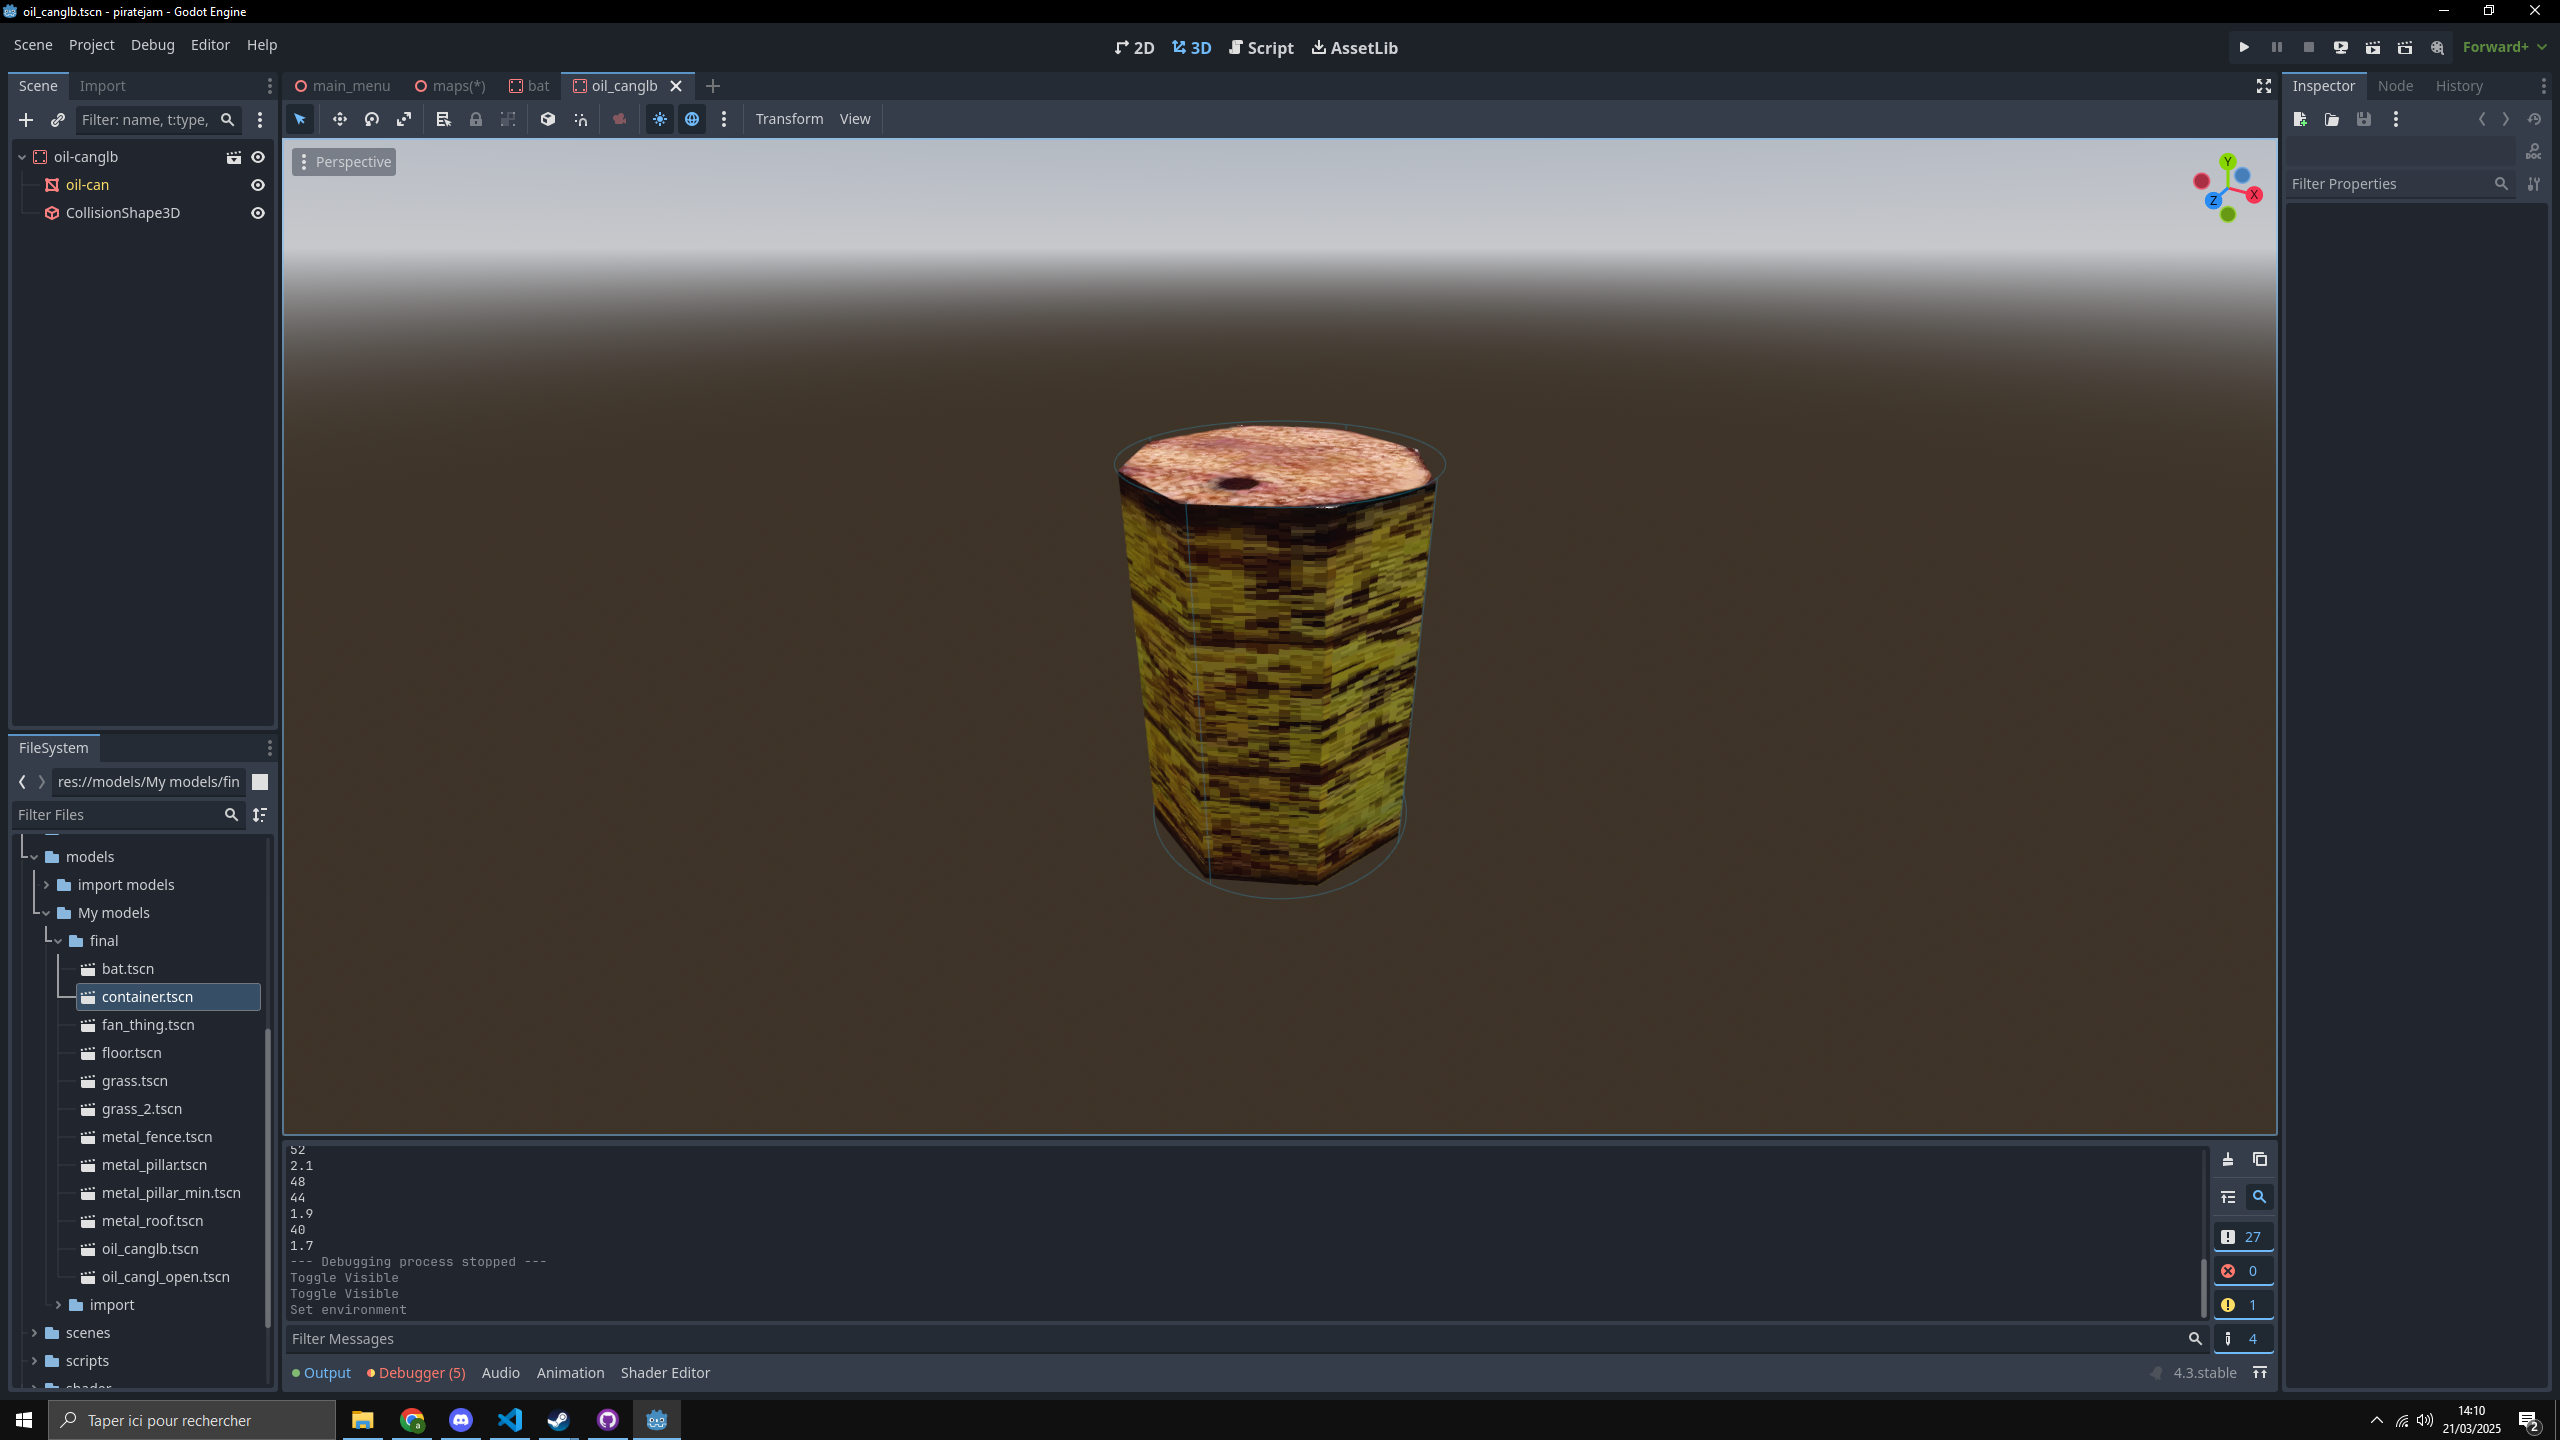 oil_canglb.tscn - piratejam - Godot Engine
Scene Project Debug Editor Help
2D 3D Script AssetLib
Forward+
Scene Import
main_menu maps(*) bat oil_canglb
Inspector Node History
Filter: name, t:type,
Transform View
oil-canglb
oil-can
CollisionShape3D
Perspective
Y
X
Z
DOC
Filter Properties
FileSystem
res://models/My models/fin
Filter Files
models
import models
My models
final
bat.tscn
container.tscn
fan_thing.tscn
floor.tscn
grass.tscn
grass_2.tscn
metal_fence.tscn
metal_pillar.tscn
metal_pillar_min.tscn
metal_roof.tscn
oil_canglb.tscn
oil_cangl_open.tscn
import
scenes
scripts
shader
52
2.1
48
44
1.9
40
1.7
--- Debugging process stopped ---
Toggle Visible
Toggle Visible
Set environment
27
0
1
4
Filter Messages
Output Debugger (5) Audio Animation Shader Editor
4.3.stable
Taper ici pour rechercher
14:10
21/03/2025
2